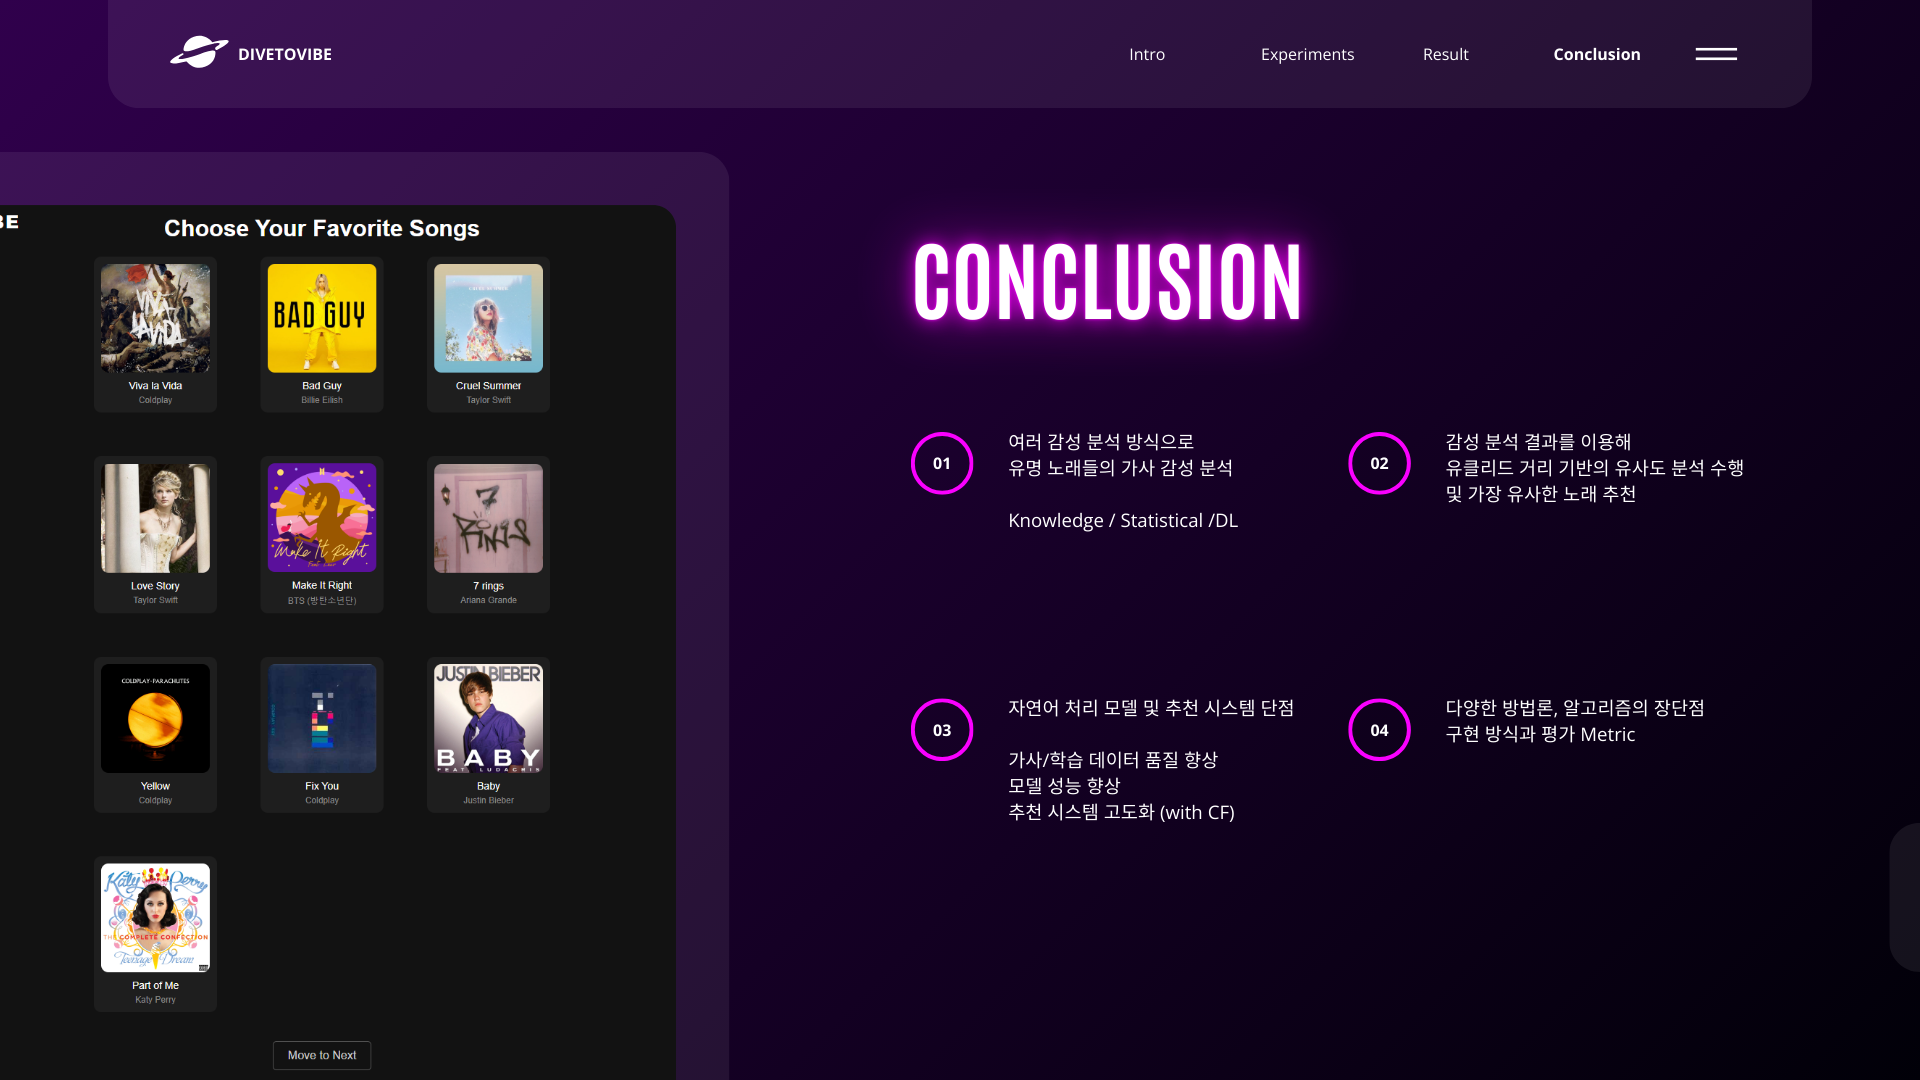 DIVETOVIBE
Intro
Experiments
Result
Conclusion
BE
Choose Your Favorite Songs
VIVA
LA VIDA
Viva la Vida
Coldplay
BAD GUY
Bad Guy
Billie Eilish
Cruel Summer
Taylor Swift
Love Story
Taylor Swift
Make It Right
Make It Right
BTS (방탄소년단)
7
RINGS
7 rings
Ariana Grande
COLDPLAY·PARACHUTES
Yellow
Coldplay
Fix You
Coldplay
JUSTIN BIEBER
BABY
FEAT. LUDACRIS
Baby
Justin Bieber
Katy Perry
THE COMPLETE CONFECTION
Teenage Dream
Part of Me
Katy Perry
Move to Next
CONCLUSION
01
여러 감성 분석 방식으로
유명 노래들의 가사 감성 분석
Knowledge / Statistical /DL
02
감성 분석 결과를 이용해
유클리드 거리 기반의 유사도 분석 수행
및 가장 유사한 노래 추천
03
자연어 처리 모델 및 추천 시스템 단점
가사/학습 데이터 품질 향상
모델 성능 향상
추천 시스템 고도화 (with CF)
04
다양한 방법론, 알고리즘의 장단점
구현 방식과 평가 Metric